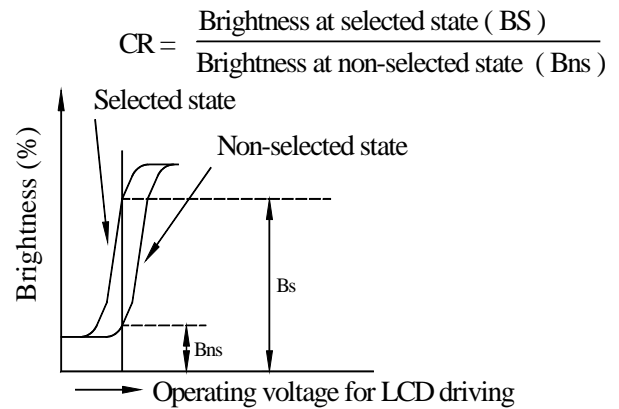 Brightness at selected state ( BS )
CR =
Brightness at non-selected state ( Bns )
Selected state
Non-selected state
Brightness (%)
Bs
Bns
Operating voltage for LCD driving